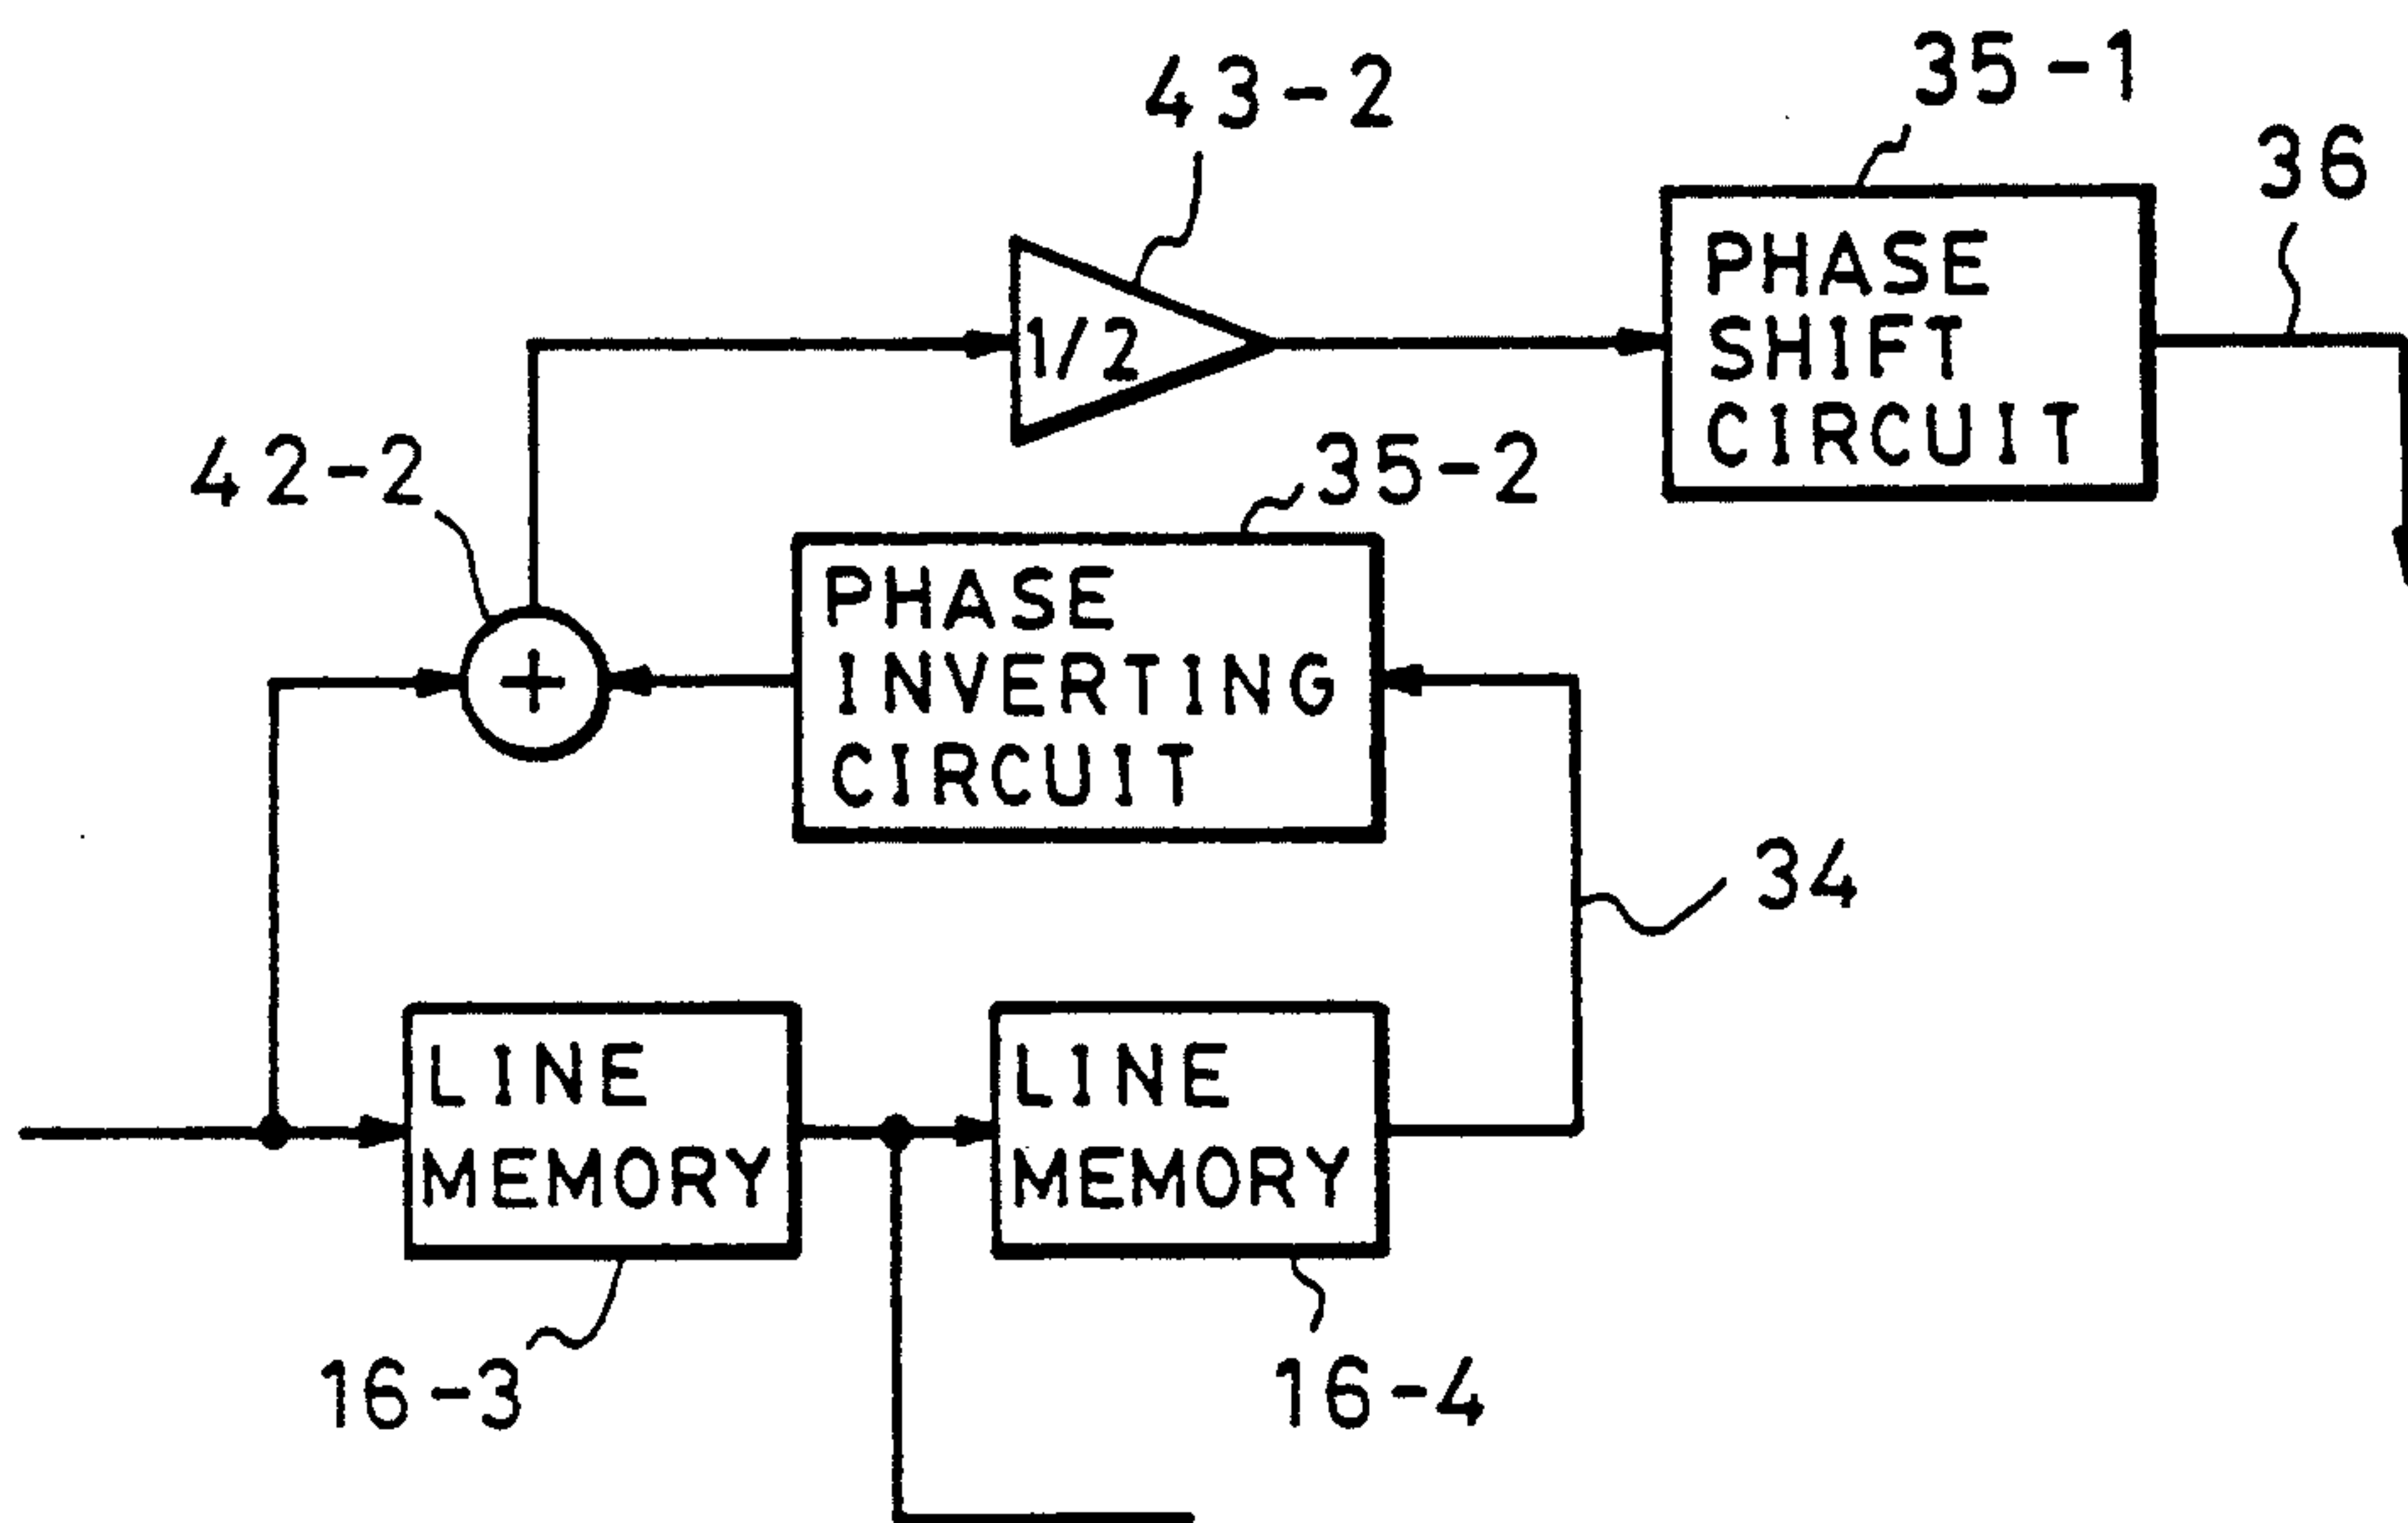 43-2
35-1
36
PHASE
SHIFT
CIRCUIT
1/2
42-2
35-2
PHASE
INVERTING
CIRCUIT
+
34
LINE
MEMORY
LINE
MEMORY
16-3
16-4